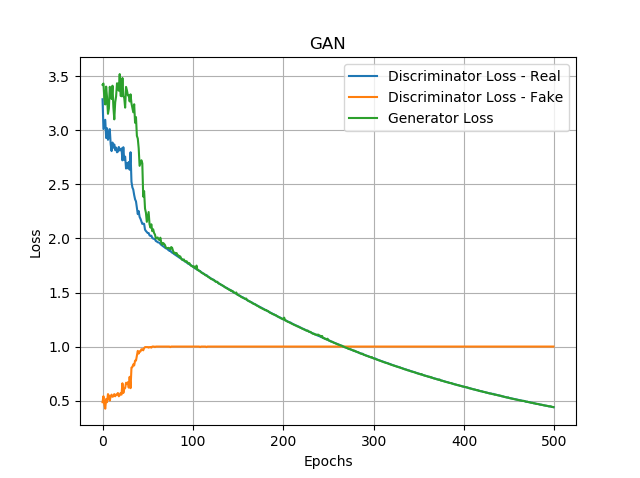 GAN
Discriminator Loss - Real
Discriminator Loss - Fake
Generator Loss
3.5
3.0
2.5
2.0
1.5
1.0
0.5
Loss
0 100 200 300 400 500
Epochs